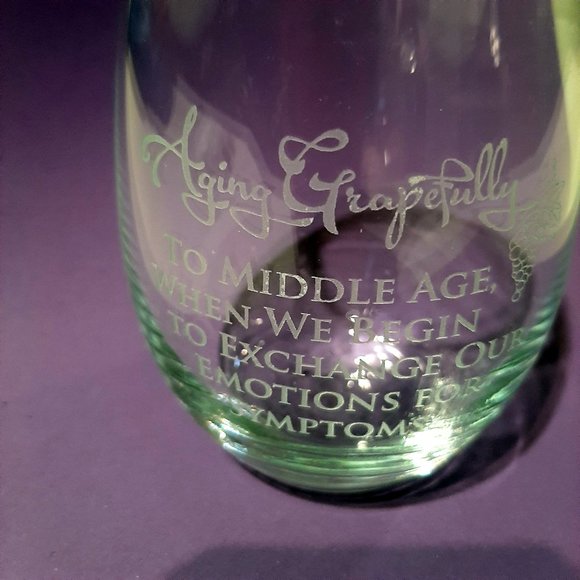 Aging Grapefully
To Middle Age,
When We Begin
to Exchange Our
Emotions for
Symptoms